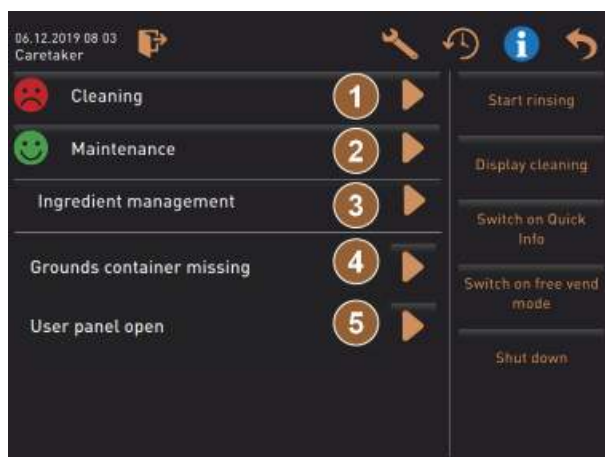 06.12.2019 08 03
Caretaker
Cleaning
1
Start rinsing
Maintenance
2
Display cleaning
Ingredient management
3
Switch on Quick
Info
Grounds container missing
4
Switch on free vend
mode
User panel open
5
Shut down